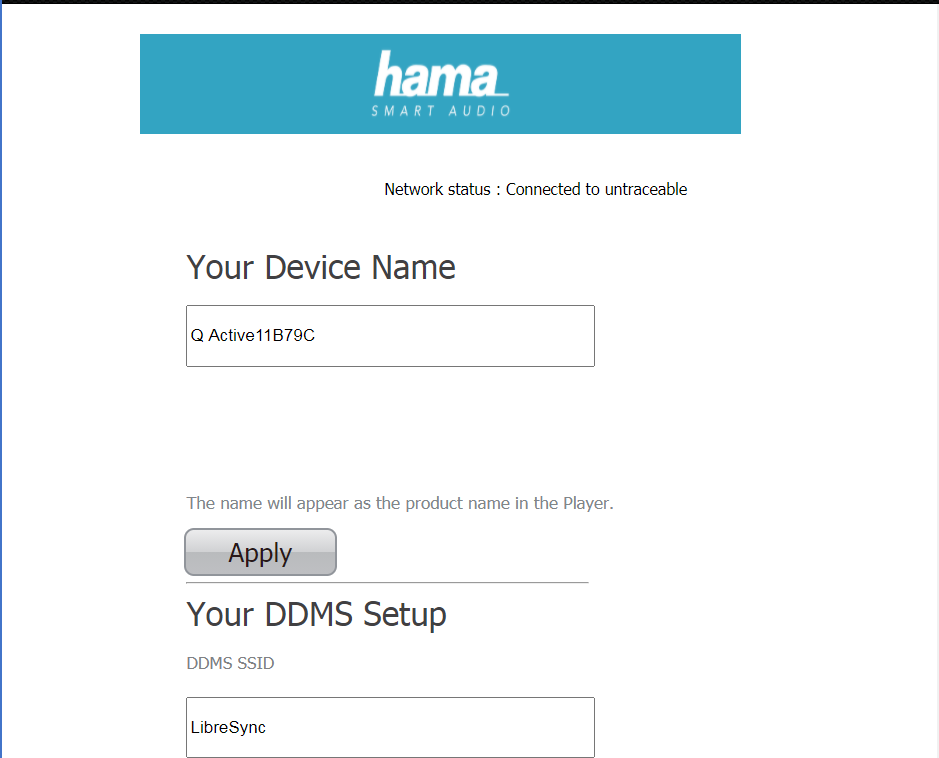 hama
SMART AUDIO
Network status : Connected to untraceable
Your Device Name
Q Active11B79C
The name will appear as the product name in the Player.
Apply
Your DDMS Setup
DDMS SSID
LibreSync